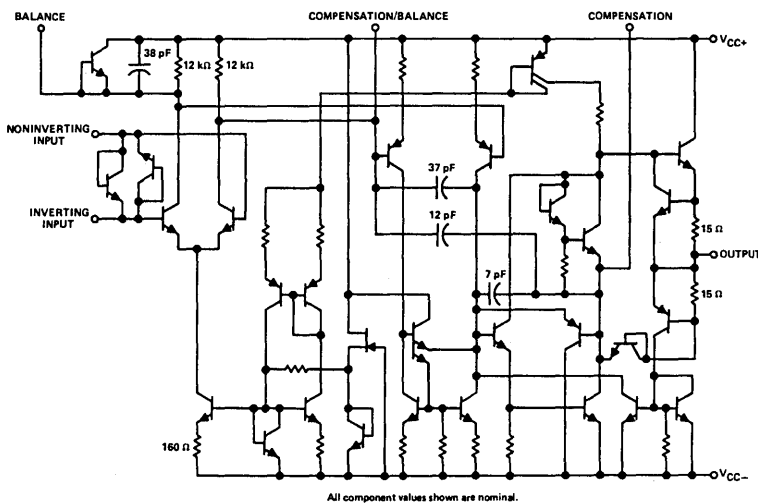 BALANCE
COMPENSATION/BALANCE
COMPENSATION
VCC+
38 pF
12 kΩ
12 kΩ
NONINVERTING
INPUT
INVERTING
INPUT
37 pF
12 pF
7 pF
15 Ω
OUTPUT
15 Ω
160 Ω
VCC−
All component values shown are nominal.